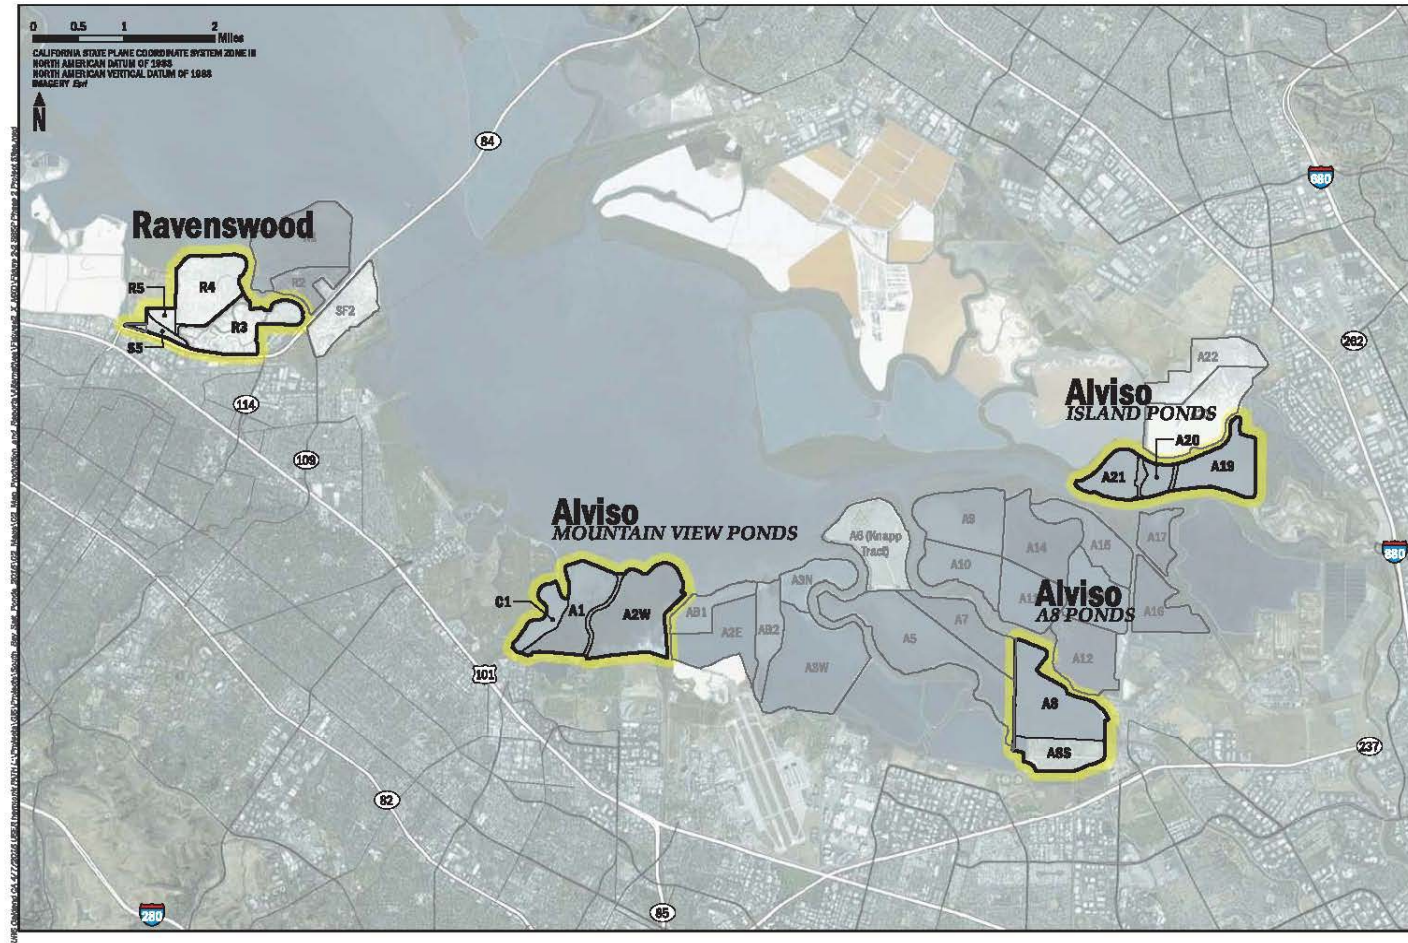 0 0.5 1 2
Miles
CALIFORNIA STATE PLANE COORDINATE SYSTEM ZONE III
NORTH AMERICAN DATUM OF 1983
NORTH AMERICAN VERTICAL DATUM OF 1988
IMAGERY Esri
N
84
680
Ravenswood
R5
R4
R3
S5
R2
SF2
114
109
262
A22
Alviso
ISLAND PONDS
A20
A21
A19
Alviso
MOUNTAIN VIEW PONDS
C1
A1
A2W
AB1
A2E
AB2
A3N
A3W
A6 (Knapp
Tract)
A9
A10
A14
A15
A17
A16
A5
A7
Alviso
A8 PONDS
A12
A8
A8S
880
101
237
82
85
280